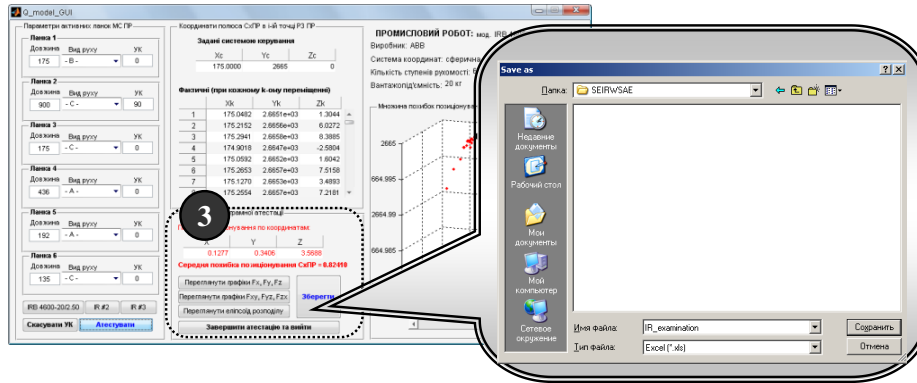 Q_model_GUI
Параметри активних ланок МС ПР
Ланка 1
Довжина Вид руху УК
175 - B - 0
Ланка 2
Довжина Вид руху УК
900 - C - 90
Ланка 3
Довжина Вид руху УК
175 - C - 0
Ланка 4
Довжина Вид руху УК
436 - A - 0
Ланка 5
Довжина Вид руху УК
192 - A - 0
Ланка 6
Довжина Вид руху УК
135 - C - 0
IRB 4600-20/2.50 IR #2 IR #3
Скасувати УК Атестувати
Координати полюса СхПР в i-й точці РЗ ПР
Задані системою керування
Xc Yc Zc
175.0000 2665 0
Фактичні (при кожному k-ому переміщенні)
Xk Yk Zk
1 175.0482 2.6651e+03 1.3044
2 175.2152 2.6656e+03 6.0272
3 175.2941 2.6658e+03 8.3885
4 174.9018 2.6647e+03 -2.5804
5 175.0592 2.6652e+03 1.6042
6 175.2653 2.6657e+03 7.5158
7 175.1270 2.6653e+03 3.4893
175.2554 2.6657e+03 7.2181
3
атестації
по координатам:
X Y Z
0.1277 0.3406 3.5688
Середня похибка позиціонування СхПР = 0.82418
Переглянути графіки Fx, Fy, Fz
Переглянути графіки Fxy, Fyz, Fzx
Переглянути еліпсоїд розподілу
Зберегти
Завершити атестацію та вийти
ПРОМИСЛОВИЙ РОБОТ: мод. IRB
Виробник: ABB
Система координат: сферична
Кількість ступенів рухомості:
Вантажопідйомність: 20 кг
Множина похибок
2665
664.995
2664.99
664.985
Save as
Папка: SEIRWSAE
Недавние
документы
Рабочий стол
Мои
документы
Мой
компьютер
Сетевое
окружение
Имя файла: IR_examination
Тип файла: Excel (*.xls)
Сохранить
Отмена